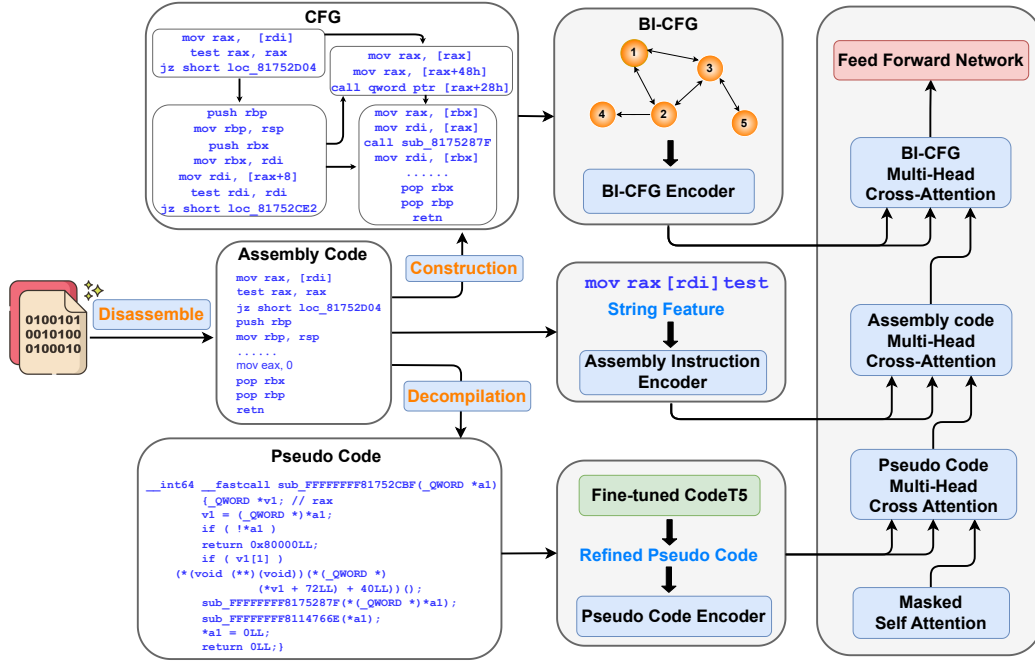 CFG
mov rax, [rdi]
test rax, rax
jz short loc_81752D04
mov rax, [rax]
mov rax, [rax+48h]
call qword ptr [rax+28h]
push rbp
mov rbp, rsp
push rbx
mov rbx, rdi
mov rdi, [rax+8]
test rdi, rdi
jz short loc_81752CE2
mov rax, [rbx]
mov rdi, [rax]
call sub_8175287F
mov rdi, [rbx]
......
pop rbx
pop rbp
retn
BI-CFG
1
3
4
2
5
BI-CFG Encoder
Feed Forward Network
BI-CFG
Multi-Head
Cross-Attention
0100101
0010100
0100010
Disassemble
Assembly Code
mov rax, [rdi]
test rax, rax
jz short loc_81752D04
push rbp
mov rbp, rsp
......
mov eax, 0
pop rbx
pop rbp
retn
Construction
Decompilation
mov rax [rdi] test
String Feature
Assembly Instruction
Encoder
Assembly code
Multi-Head
Cross-Attention
Pseudo Code
__int64 __fastcall sub_FFFFFFFF81752CBF(_QWORD *a1)
{_QWORD *v1; // rax
v1 = (_QWORD *)*a1;
if ( !*a1 )
return 0x80000LL;
if ( v1[1] )
(*(void (**)(void))(*(_QWORD *)
(*v1 + 72LL) + 40LL))();
sub_FFFFFFFF8175287F(*(_QWORD *)*a1);
sub_FFFFFFFF8114766E(*a1);
*a1 = 0LL;
return 0LL;}
Fine-tuned CodeT5
Refined Pseudo Code
Pseudo Code Encoder
Pseudo Code
Multi-Head
Cross Attention
Masked
Self Attention